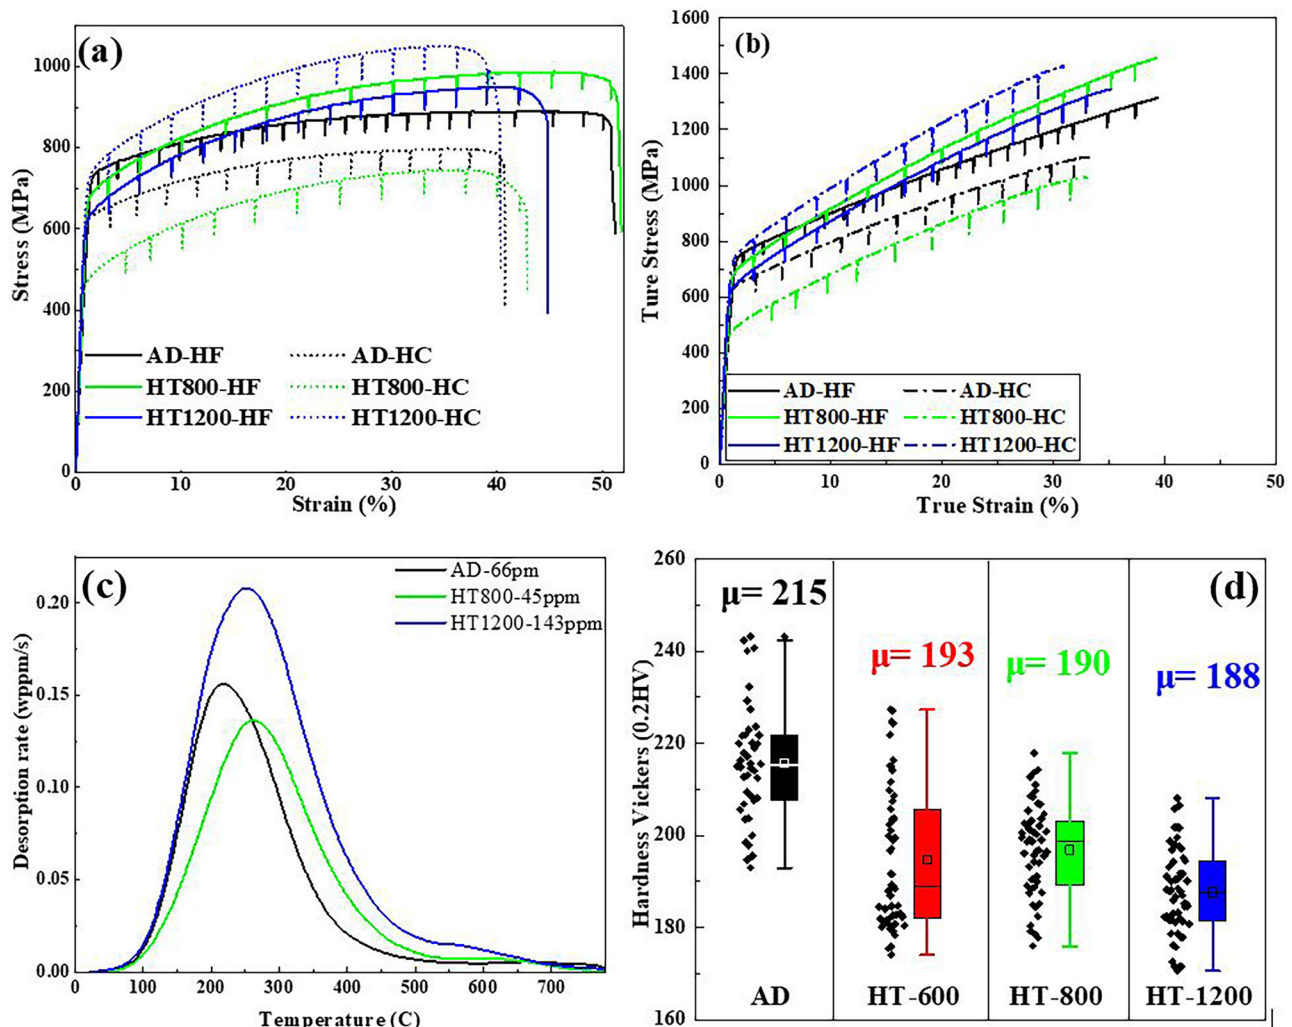 (a)
1000
800
600
400
200
0
Stress (MPa)
AD-HF
AD-HC
HT800-HF
HT800-HC
HT1200-HF
HT1200-HC
0 10 20 30 40 50
Strain (%)
(b)
1600
1400
1200
1000
800
600
400
200
0
Ture Stress (MPa)
AD-HF
AD-HC
HT800-HF
HT800-HC
HT1200-HF
HT1200-HC
0 10 20 30 40 50
True Strain (%)
(c)
AD-66pm
HT800-45ppm
HT1200-143ppm
0.20
0.15
0.10
0.05
0.00
Desorption rate (wppm/s)
0 100 200 300 400 500 600 700
Temperature (C)
(d)
260
240
220
200
180
160
Hardness Vickers (0.2HV)
μ= 215
μ= 193
μ= 190
μ= 188
AD HT-600 HT-800 HT-1200